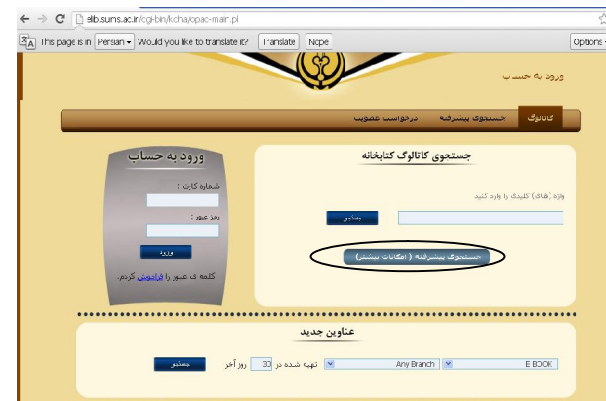 elib.sums.ac.ir/cgi-bin/kcha/opac-main.pl
This page is in Persian Would you like to translate it? Translate Nope Options
ورود به حساب
کاتالوگ جستجوی پیشرفته درخواست عضویت
جستجوی کاتالوگ کتابخانه
واژه (های) کلیدی را وارد کنید
جستجو
جستجوی پیشرفته ( امکانات بیشتر)
ورود به حساب
شماره کارت :
رمز عبور :
ورود
کلمه ی عبور را فراموش کردم.
عناوین جدید
E BOOK Any Branch تهیه شده در 30 روز آخر جستجو